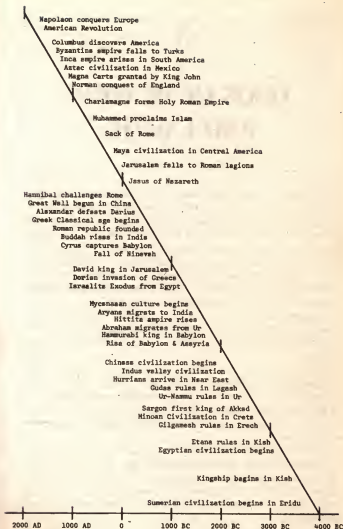 Napoleon conquers Europe
American Revolution
Columbus discovers America
Byzantine empire falls to Turks
Inca empire arises in South America
Aztac civilization in Mexico
Magna Carta granted by King John
Norman conquest of England
Charlamagne forms Holy Roman Empire
Muhammed proclaims Islam
Sack of Rome
Maya civilization in Central America
Jarusalem falls to Roman lagions
Jesus of Nazareth
Hannibal challenges Rome
Great Wall begun in China
Alaxandar defeats Darius
Greek Classical age begins
Roman republic founded
Buddah rises in India
Cyrus captures Babylon
Fall of Nineveh
David king in Jarusalem
Dorian invasion of Greece
Israalits Exodus from Egypt
Mycenaean culture begins
Aryans migrate to India
Hittite empire rises
Abraham migrates from Ur
Hammurabi king in Babylon
Rise of Babylon & Assyria
Chinese civilization begins
Indus valley civilization
Hurrians arrive in Near East
Gudea rules in Lagash
Ur-Nammu rules in Ur
Sargon first king of Akkad
Minoan Civilization in Crete
Gilgamesh rules in Erech
Etana rules in Kish
Egyptian civilization begins
Kingship begins in Kish
Sumerian civilization begins in Eridu
2000 AD 1000 AD 0 1000 BC 2000 BC 3000 BC 4000 BC